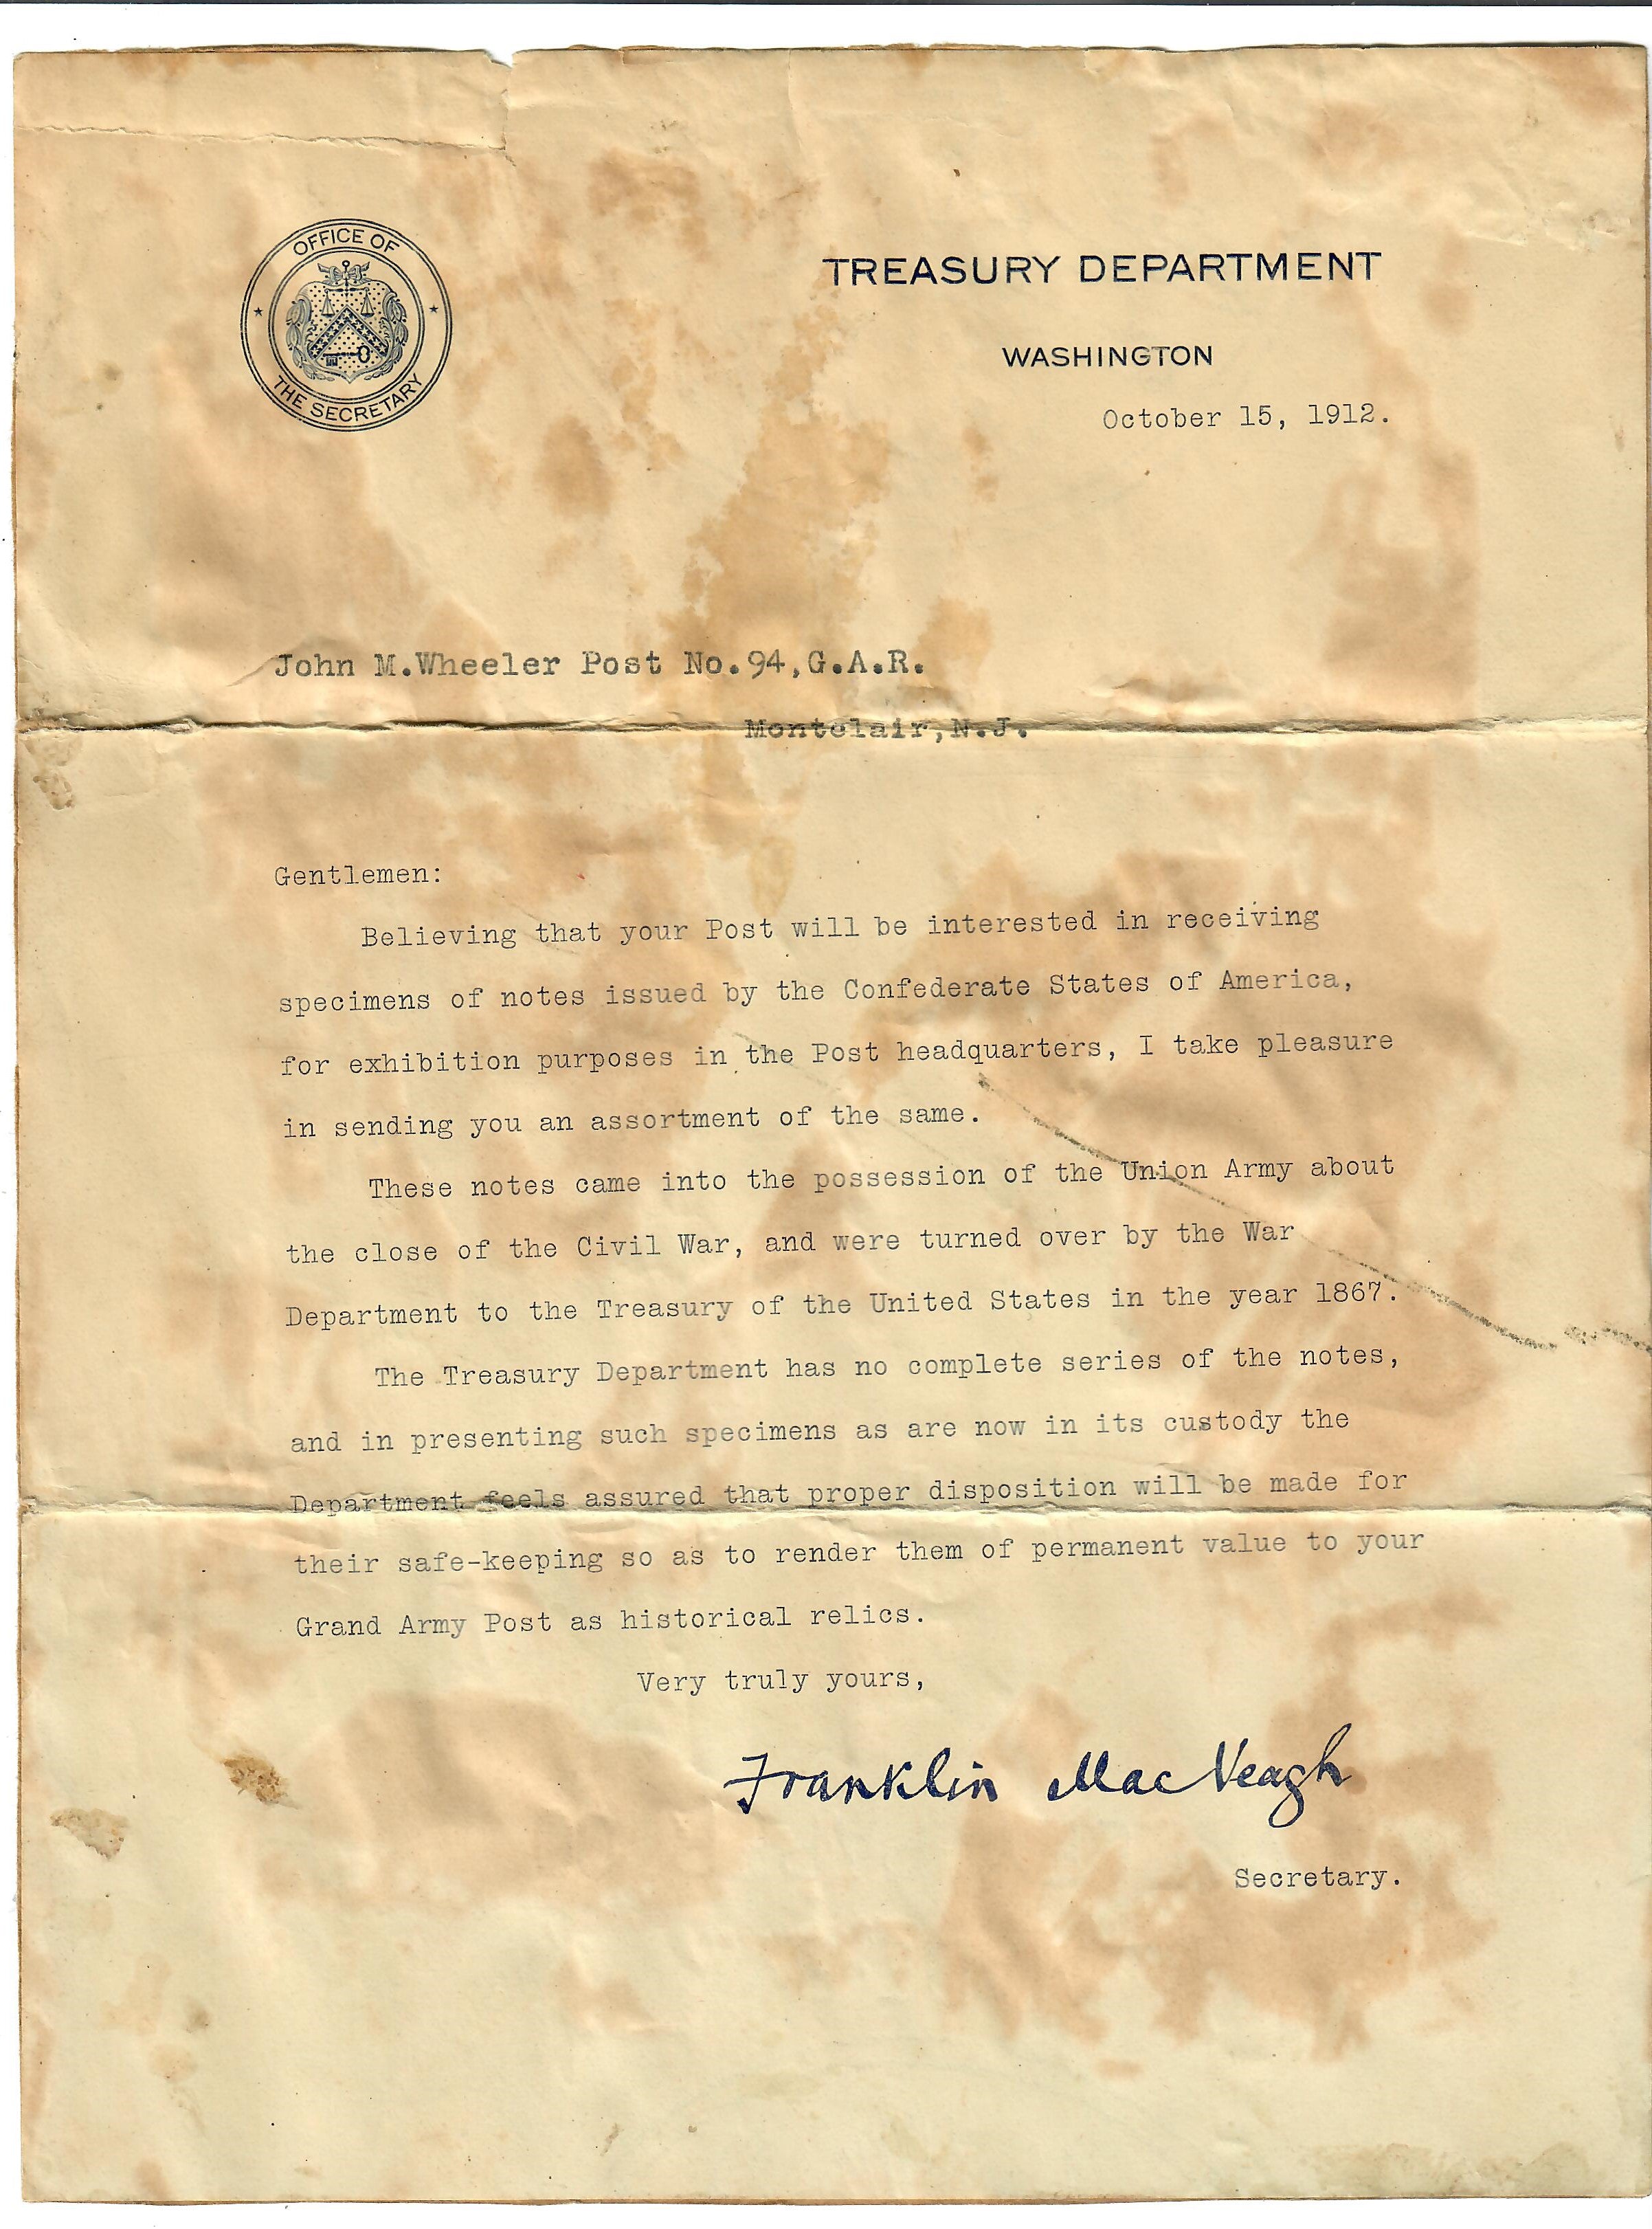 OFFICE OF
THE SECRETARY
TREASURY DEPARTMENT
WASHINGTON
October 15, 1912.
John M.Wheeler Post No.94,G.A.R.
Montclair,N.J.
Gentlemen:
Believing that your Post will be interested in receiving
specimens of notes issued by the Confederate States of America,
for exhibition purposes in the Post headquarters, I take pleasure
in sending you an assortment of the same.
These notes came into the possession of the Union Army about
the close of the Civil War, and were turned over by the War
Department to the Treasury of the United States in the year 1867.
The Treasury Department has no complete series of the notes,
and in presenting such specimens as are now in its custody the
Department feels assured that proper disposition will be made for
their safe-keeping so as to render them of permanent value to your
Grand Army Post as historical relics.
Very truly yours,
Franklin MacVeagh
Secretary.